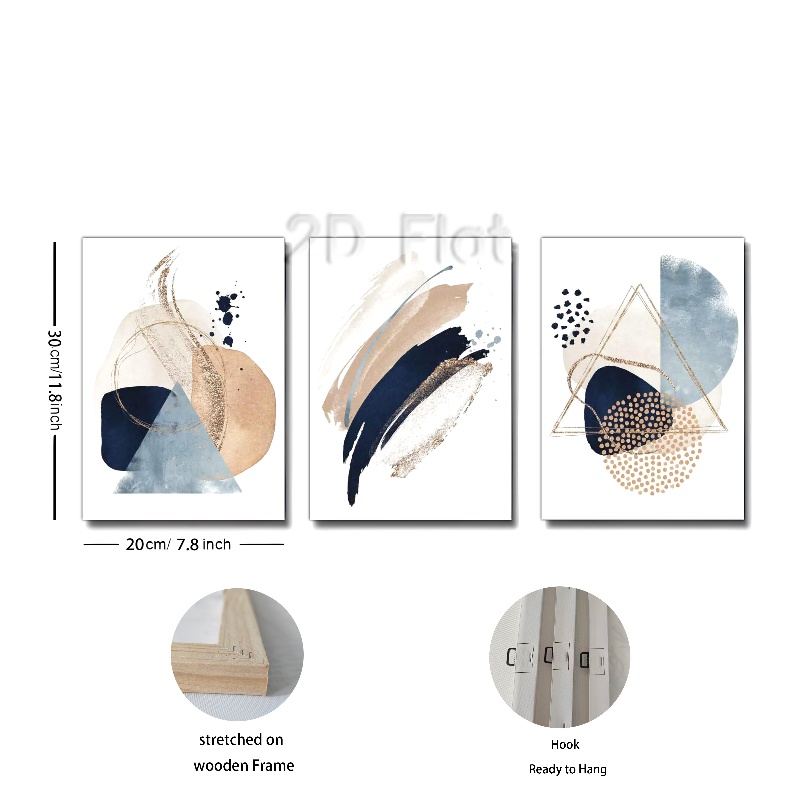 2D Flat
30cm/11.8inch
20cm/ 7.8 inch
stretched on
wooden Frame
Hook
Ready to Hang